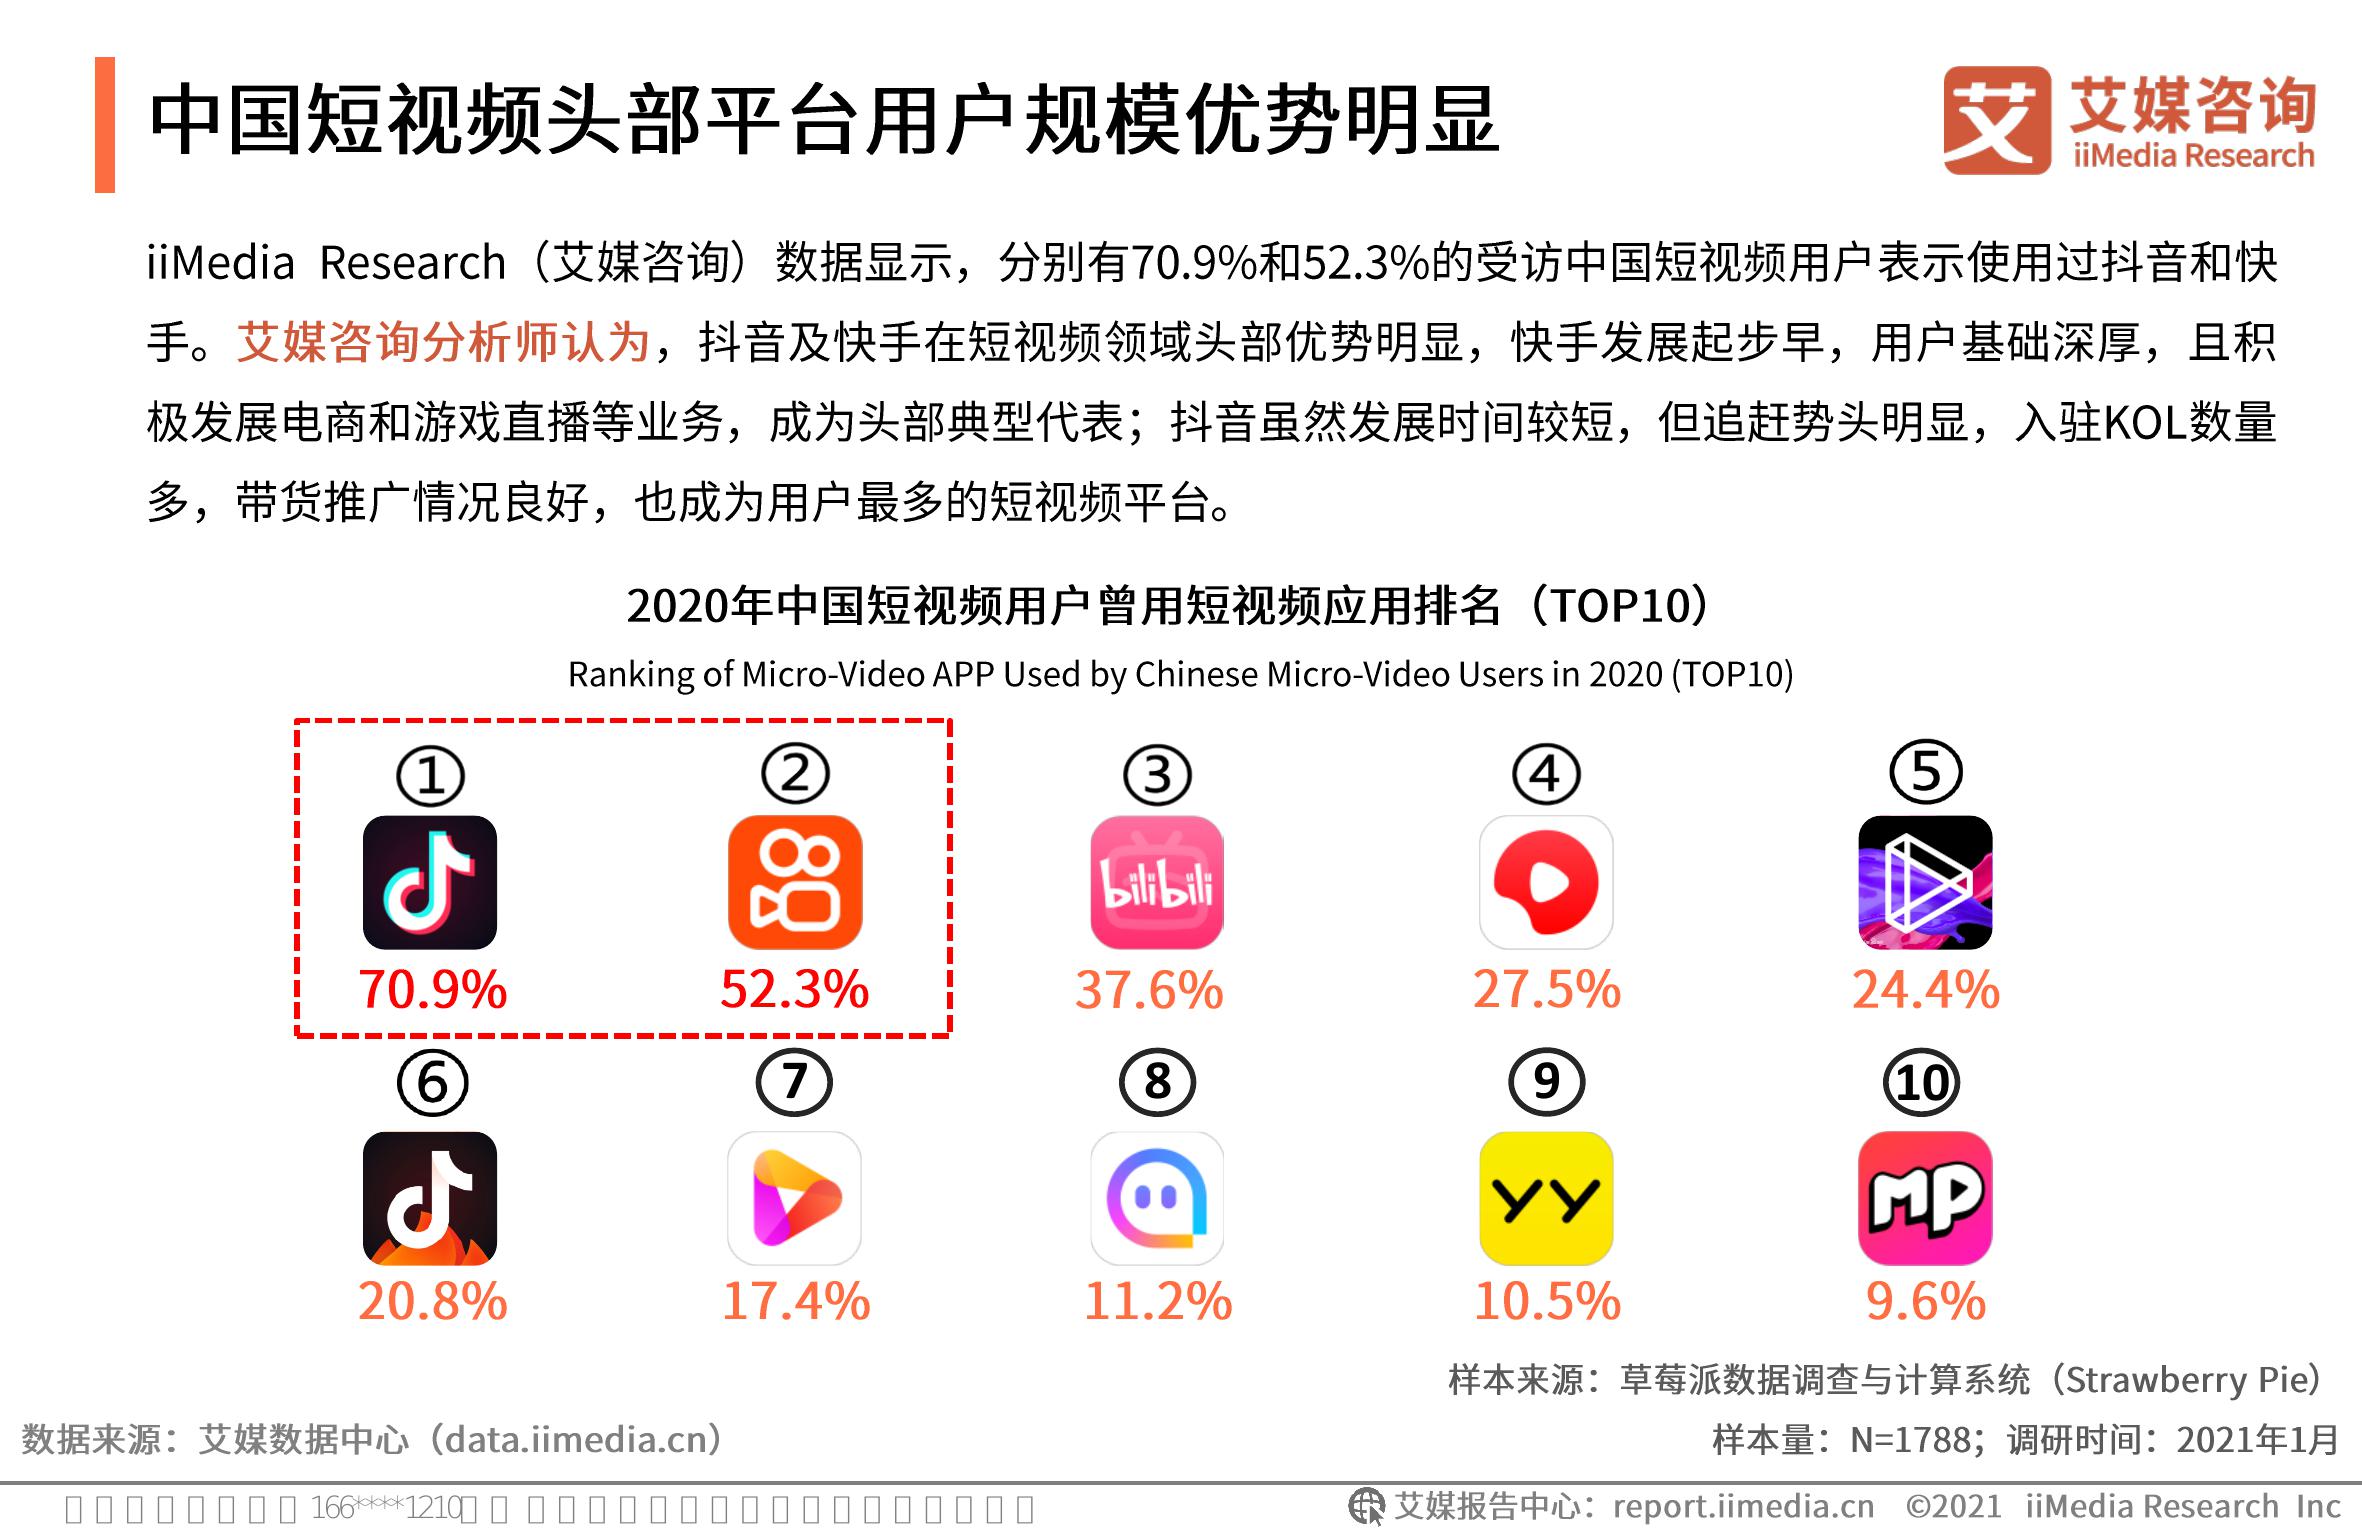 中国短视频头部平台用户规模优势明显
艾 艾媒咨询
iiMedia Research
iiMedia Research（艾媒咨询）数据显示，分别有70.9%和52.3%的受访中国短视频用户表示使用过抖音和快
手。艾媒咨询分析师认为，抖音及快手在短视频领域头部优势明显，快手发展起步早，用户基础深厚，且积
极发展电商和游戏直播等业务，成为头部典型代表；抖音虽然发展时间较短，但追赶势头明显，入驻KOL数量
多，带货推广情况良好，也成为用户最多的短视频平台。
2020年中国短视频用户曾用短视频应用排名（TOP10）
Ranking of Micro-Video APP Used by Chinese Micro-Video Users in 2020 (TOP10)
① ② ③ ④ ⑤
bilibili
70.9% 52.3% 37.6% 27.5% 24.4%
⑥ ⑦ ⑧ ⑨ ⑩
YY MP
20.8% 17.4% 11.2% 10.5% 9.6%
样本来源：草莓派数据调查与计算系统（Strawberry Pie）
数据来源：艾媒数据中心（data.iimedia.cn） 样本量：N=1788；调研时间：2021年1月
166****1210
艾媒报告中心：report.iimedia.cn ©2021 iiMedia Research Inc